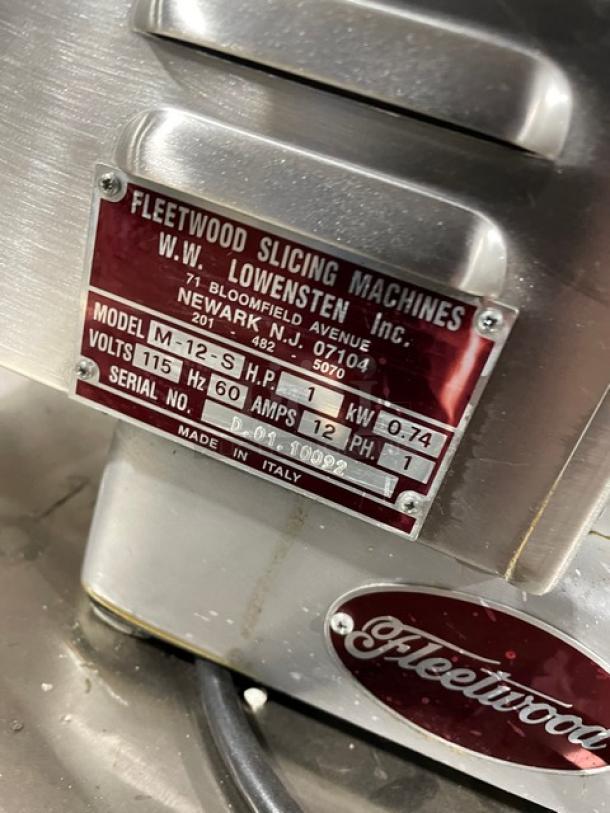 FLEETWOOD SLICING MACHINES
W.W. LOWENSTEN Inc.
71 BLOOMFIELD AVENUE
NEWARK N.J. 07104
201 - 482 - 5070
MODEL M-12-S H.P. 1 kW 0.74
VOLTS 115 Hz 60 AMPS 12 PH. 1
SERIAL NO. D.01.10092
MADE IN ITALY
Fleetwood